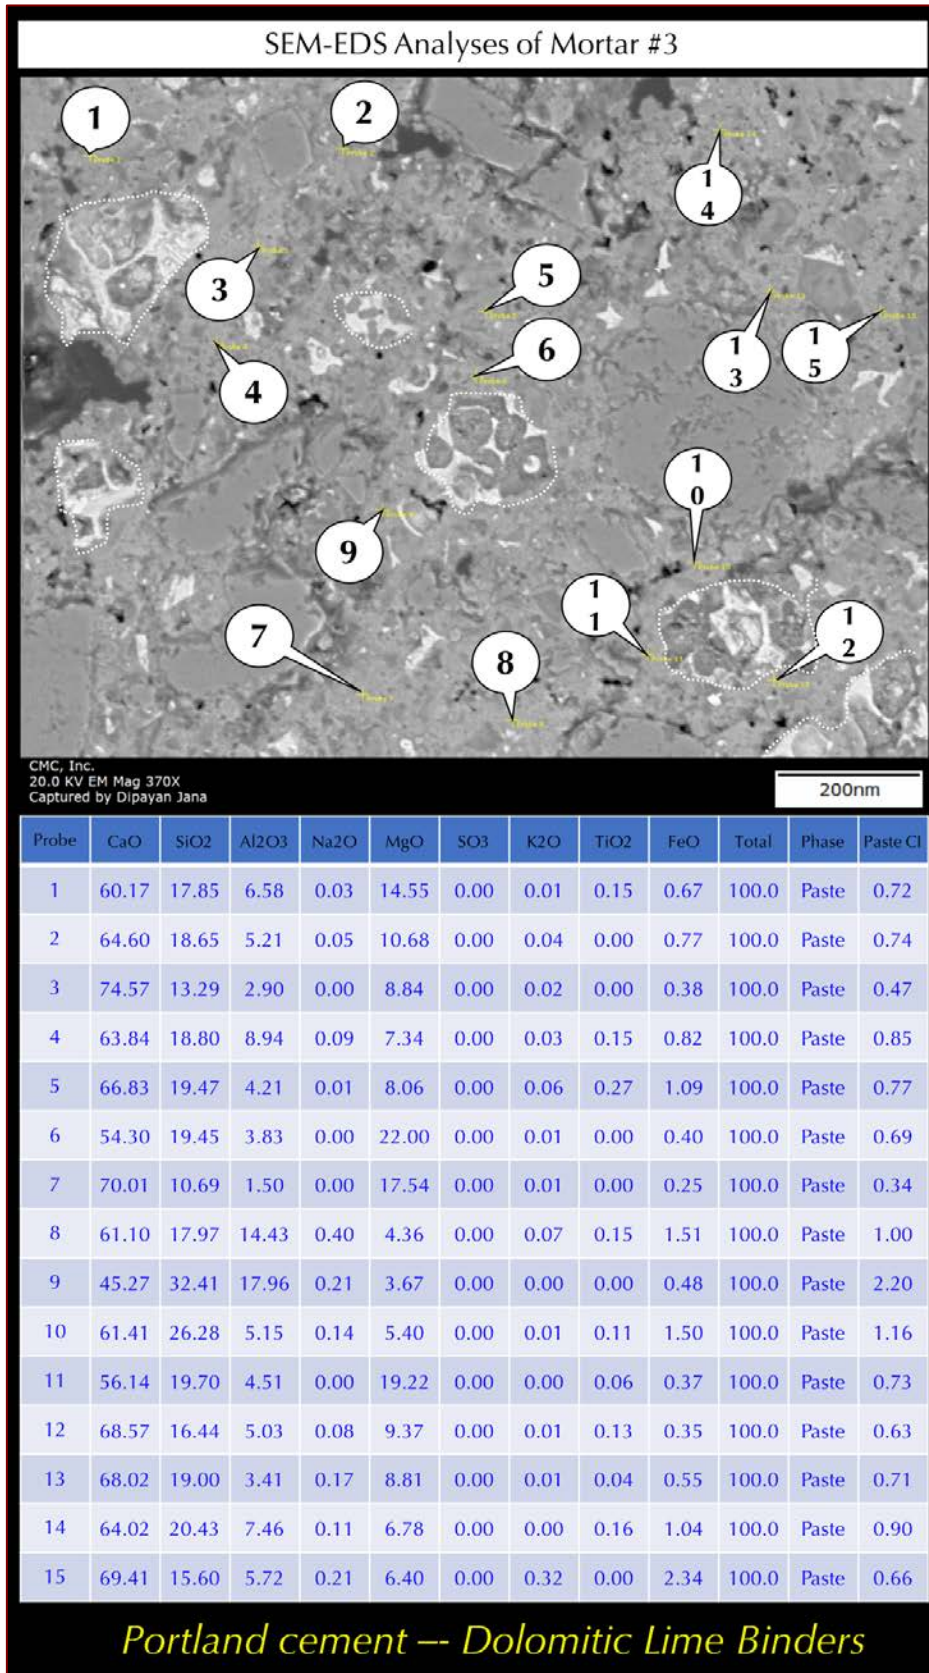 SEM-EDS Analyses of Mortar #3
1
2
3
4
5
6
7
8
9
10
11
12
13
14
15
CMC, Inc.
20.0 KV EM Mag 370X
Captured by Dipayan Jana
200nm
Probe CaO SiO2 Al2O3 Na2O MgO SO3 K2O TiO2 FeO Total Phase Paste CI
1 60.17 17.85 6.58 0.03 14.55 0.00 0.01 0.15 0.67 100.0 Paste 0.72
2 64.60 18.65 5.21 0.05 10.68 0.00 0.04 0.00 0.77 100.0 Paste 0.74
3 74.57 13.29 2.90 0.00 8.84 0.00 0.02 0.00 0.38 100.0 Paste 0.47
4 63.84 18.80 8.94 0.09 7.34 0.00 0.03 0.15 0.82 100.0 Paste 0.85
5 66.83 19.47 4.21 0.01 8.06 0.00 0.06 0.27 1.09 100.0 Paste 0.77
6 54.30 19.45 3.83 0.00 22.00 0.00 0.01 0.00 0.40 100.0 Paste 0.69
7 70.01 10.69 1.50 0.00 17.54 0.00 0.01 0.00 0.25 100.0 Paste 0.34
8 61.10 17.97 14.43 0.40 4.36 0.00 0.07 0.15 1.51 100.0 Paste 1.00
9 45.27 32.41 17.96 0.21 3.67 0.00 0.00 0.00 0.48 100.0 Paste 2.20
10 61.41 26.28 5.15 0.14 5.40 0.00 0.01 0.11 1.50 100.0 Paste 1.16
11 56.14 19.70 4.51 0.00 19.22 0.00 0.00 0.06 0.37 100.0 Paste 0.73
12 68.57 16.44 5.03 0.08 9.37 0.00 0.01 0.13 0.35 100.0 Paste 0.63
13 68.02 19.00 3.41 0.17 8.81 0.00 0.01 0.04 0.55 100.0 Paste 0.71
14 64.02 20.43 7.46 0.11 6.78 0.00 0.00 0.16 1.04 100.0 Paste 0.90
15 69.41 15.60 5.72 0.21 6.40 0.00 0.32 0.00 2.34 100.0 Paste 0.66
Portland cement –- Dolomitic Lime Binders